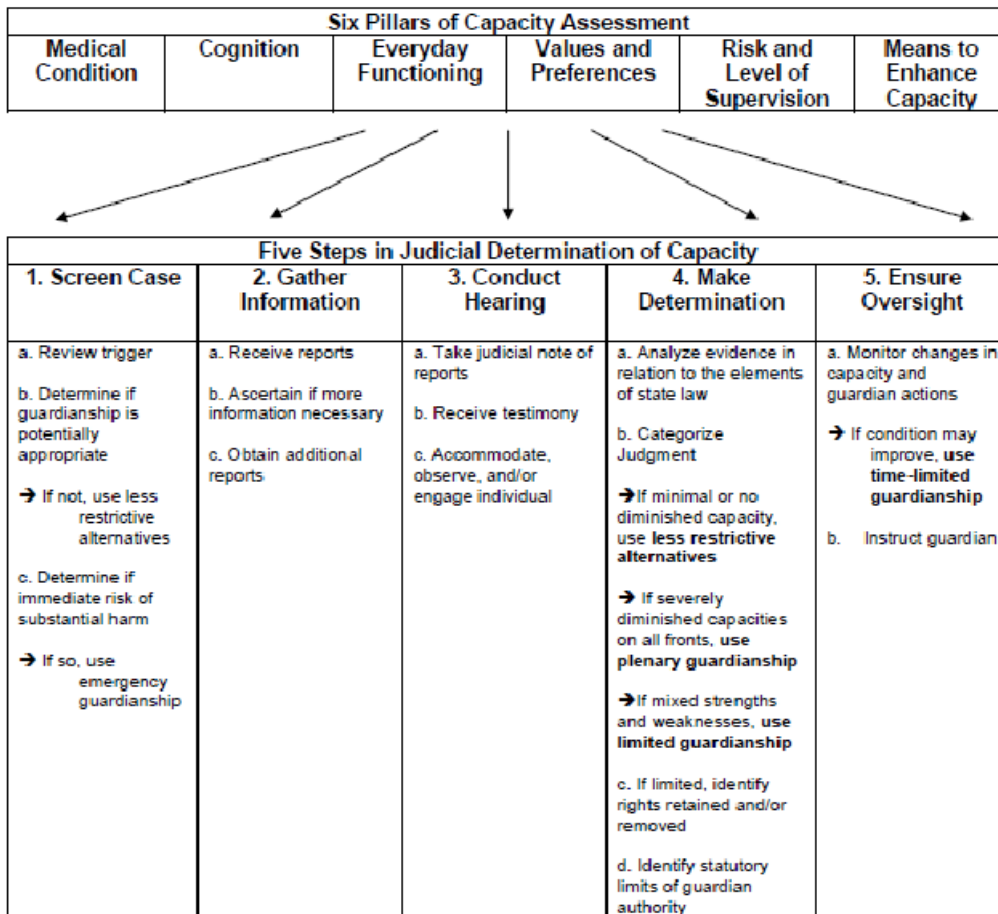 Six Pillars of Capacity Assessment
Medical
Condition
Cognition
Everyday
Functioning
Values and
Preferences
Risk and
Level of
Supervision
Means to
Enhance
Capacity
Five Steps in Judicial Determination of Capacity
1. Screen Case
a. Review trigger
b. Determine if
guardianship is
potentially
appropriate
➔ If not, use less
restrictive
alternatives
c. Determine if
immediate risk of
substantial harm
➔ If so, use
emergency
guardianship
2. Gather
Information
a. Receive reports
b. Ascertain if more
information necessary
c. Obtain additional
reports
3. Conduct
Hearing
a. Take judicial note of
reports
b. Receive testimony
c. Accommodate,
observe, and/or
engage individual
4. Make
Determination
a. Analyze evidence in
relation to the elements
of state law
b. Categorize
Judgment
➔If minimal or no
diminished capacity,
use less restrictive
alternatives
➔ If severely
diminished capacities
on all fronts, use
plenary guardianship
➔If mixed strengths
and weaknesses, use
limited guardianship
c. If limited, identify
rights retained and/or
removed
d. Identify statutory
limits of guardian
authority
5. Ensure
Oversight
a. Monitor changes in
capacity and
guardian actions
➔ If condition may
improve, use
time-limited
guardianship
b. Instruct guardian